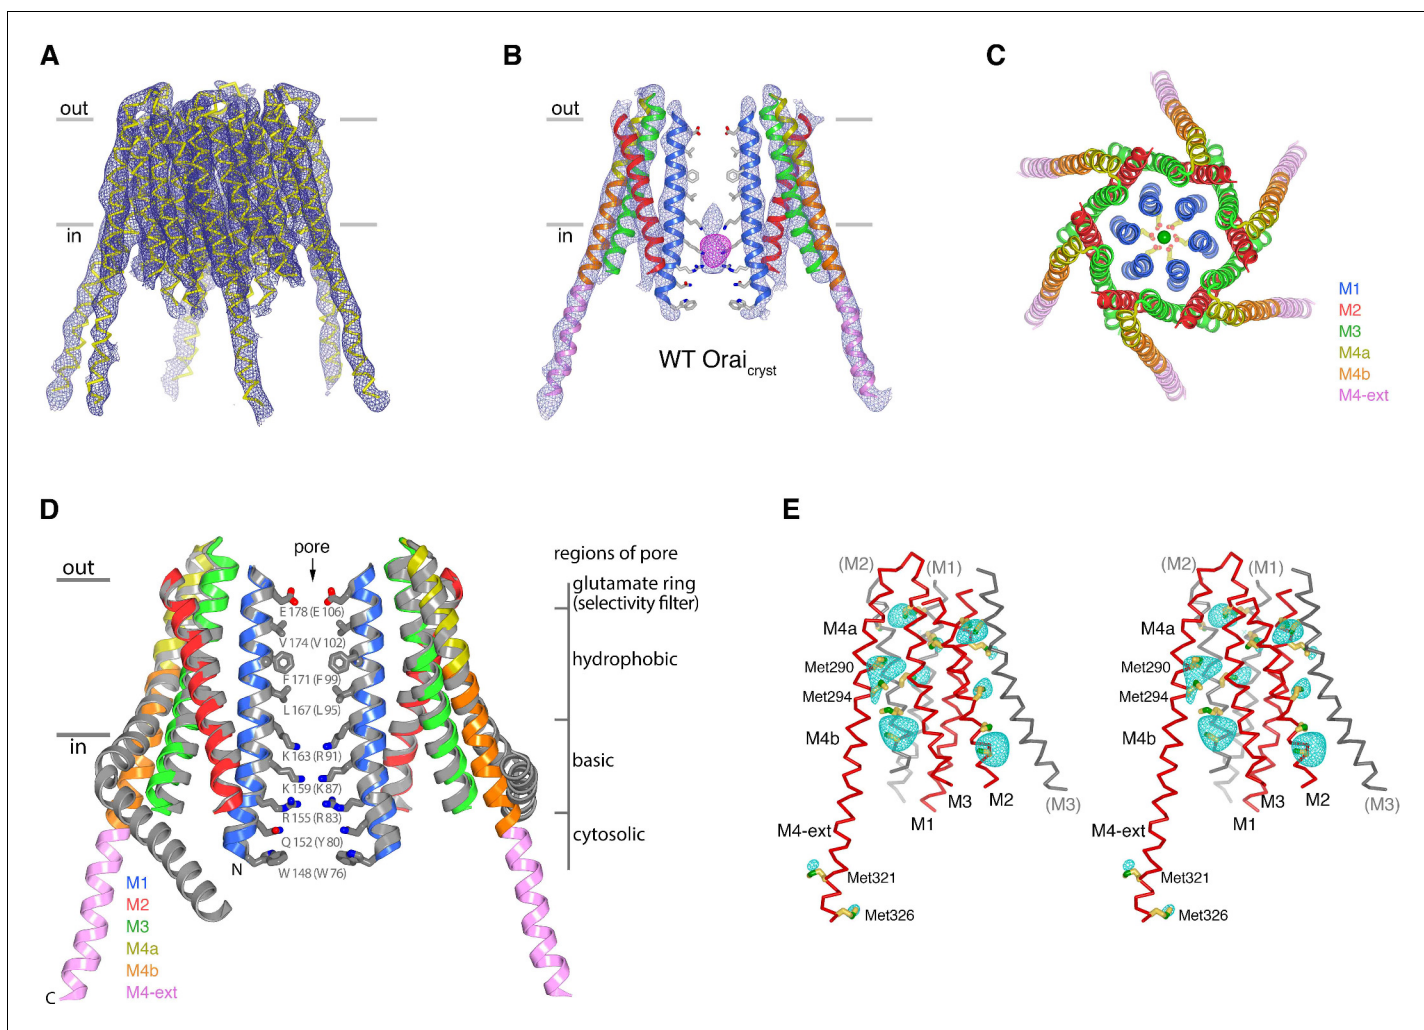 A
out
in
B
out
in
WT Oraicryst
C
M1
M2
M3
M4a
M4b
M4-ext
D
out
in
pore
E 178 (E 106)
V 174 (V 102)
F 171 (F 99)
L 167 (L 95)
K 163 (R 91)
K 159 (K 87)
R 155 (R 83)
Q 152 (Y 80)
W 148 (W 76)
N
C
M1
M2
M3
M4a
M4b
M4-ext
regions of pore
glutamate ring
(selectivity filter)
hydrophobic
basic
cytosolic
E
(M2)
(M1)
M4a
Met290
Met294
M4b
M3
M2
M1
(M3)
M4-ext
Met321
Met326
(M2)
(M1)
M4a
Met290
Met294
M4b
M3
M2
M1
(M3)
M4-ext
Met321
Met326